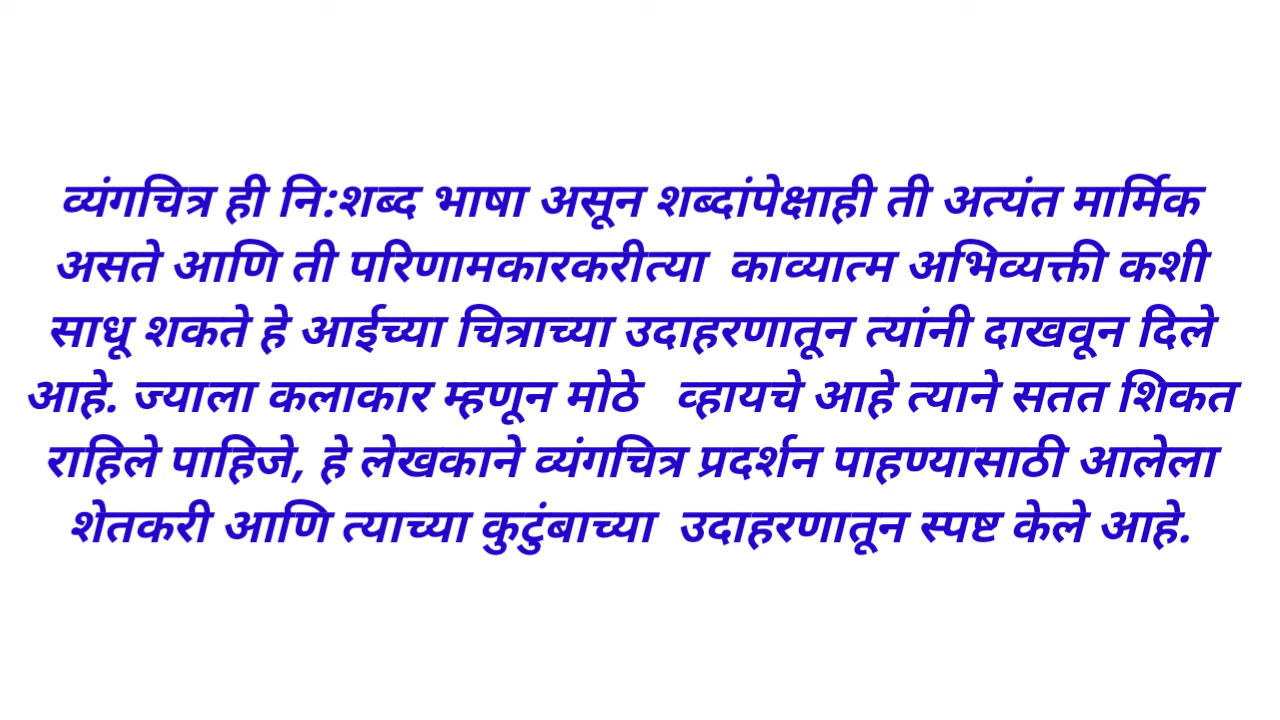 व्यंगचित्र ही नि:शब्द भाषा असून शब्दांपेक्षाही ती अत्यंत मार्मिक
असते आणि ती परिणामकारकरीत्या काव्यात्म अभिव्यक्ती कशी
साधू शकते हे आईच्या चित्राच्या उदाहरणातून त्यांनी दाखवून दिले
आहे. ज्याला कलाकार म्हणून मोठे व्हायचे आहे त्याने सतत शिकत
राहिले पाहिजे, हे लेखकाने व्यंगचित्र प्रदर्शन पाहण्यासाठी आलेला
शेतकरी आणि त्याच्या कुटुंबाच्या उदाहरणातून स्पष्ट केले आहे.